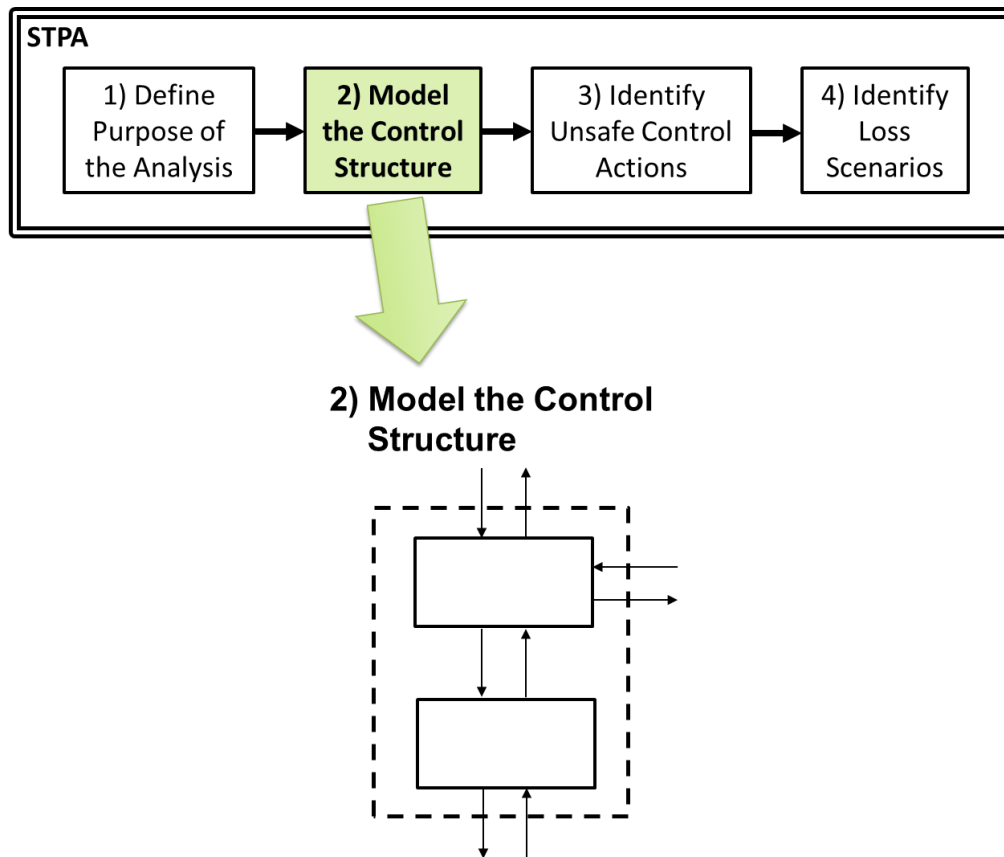 STPA
1) Define
Purpose of
the Analysis
2) Model
the Control
Structure
3) Identify
Unsafe Control
Actions
4) Identify
Loss
Scenarios
2) Model the Control
Structure